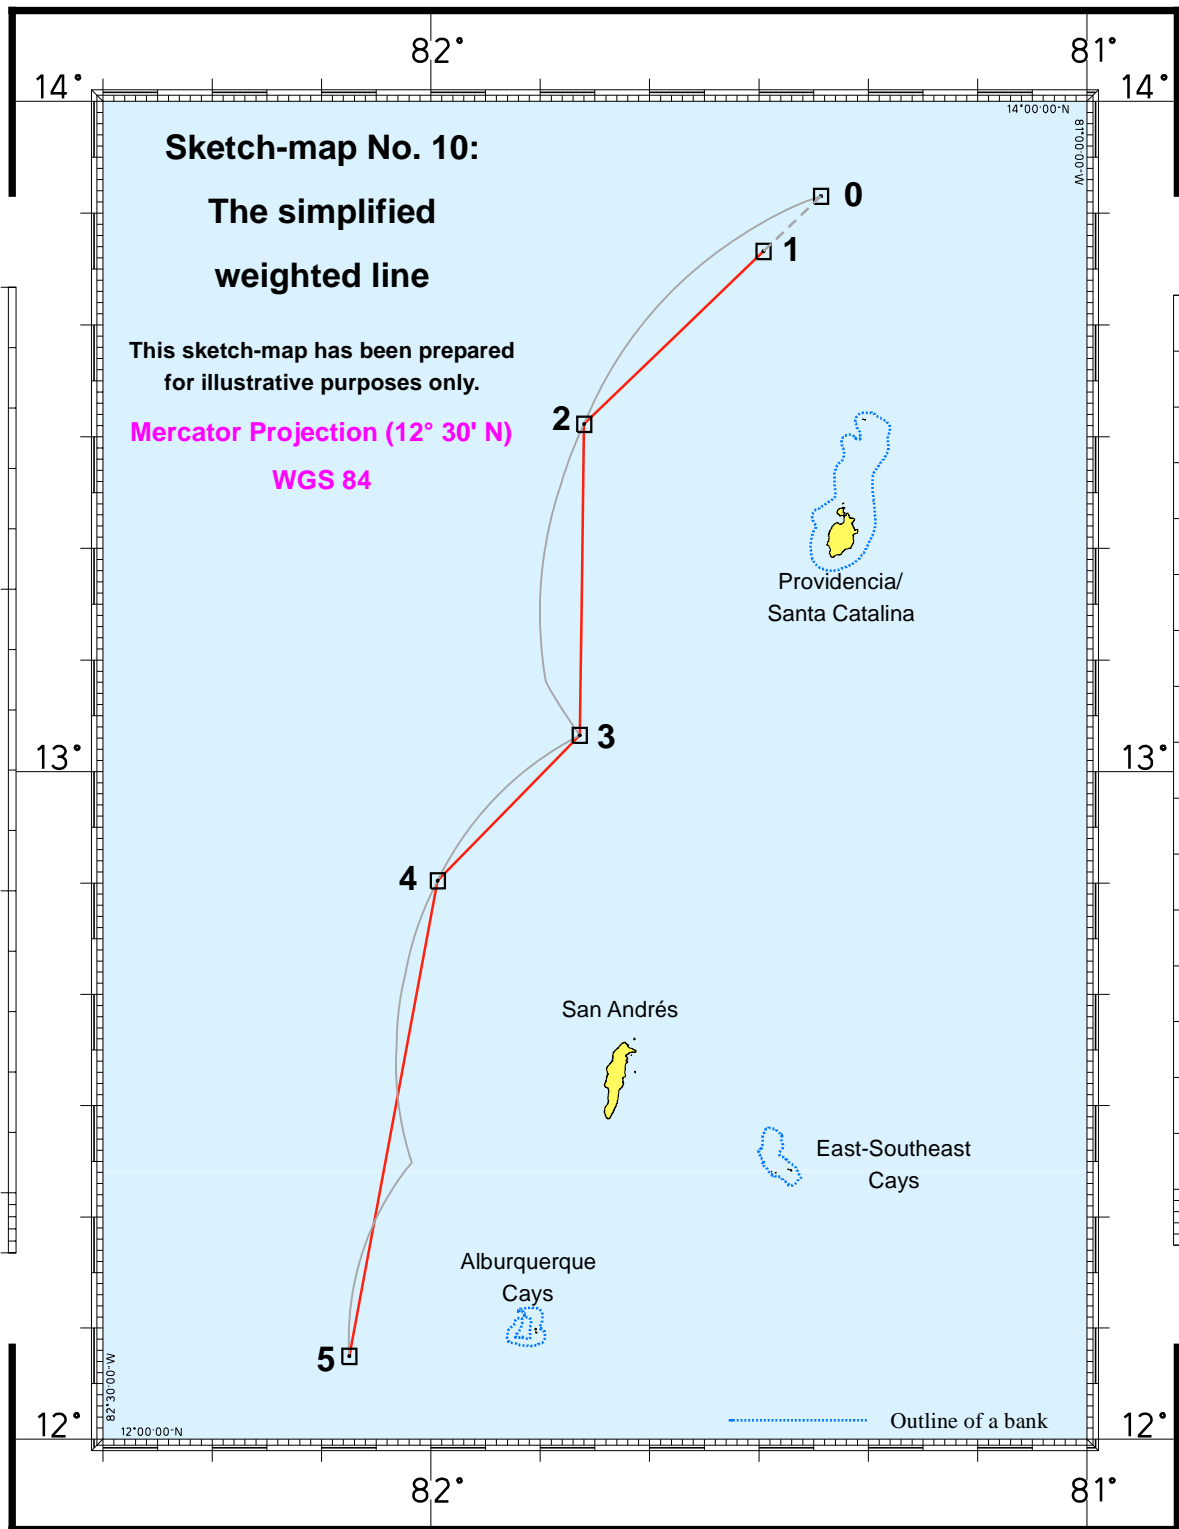 82°
81°
14°
14°
14°00'00"N
81°00'00"W
Sketch-map No. 10:
The simplified
weighted line
This sketch-map has been prepared
for illustrative purposes only.
Mercator Projection (12° 30' N)
WGS 84
0
1
2
Providencia/
Santa Catalina
3
13°
13°
4
San Andrés
East-Southeast
Cays
Alburquerque
Cays
5
82°30'00"W
12°00'00"N
Outline of a bank
12°
12°
82°
81°